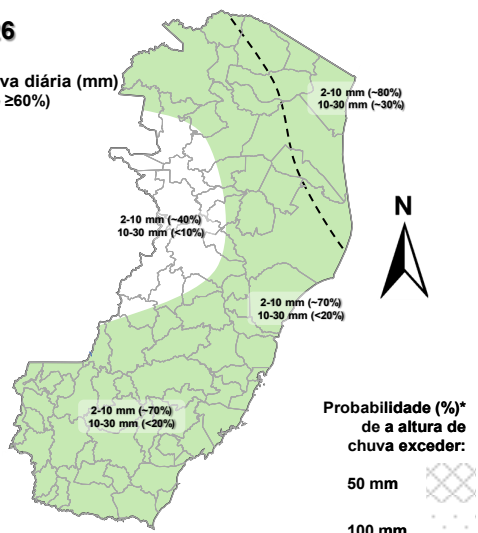 26
va diária (mm)
≥60%)
2-10 mm (~80%)
10-30 mm (~30%)
2-10 mm (~40%)
10-30 mm (<10%)
N
2-10 mm (~70%)
10-30 mm (<20%)
2-10 mm (~70%)
10-30 mm (<20%)
Probabilidade (%)*
de a altura de
chuva exceder:
50 mm
100 mm